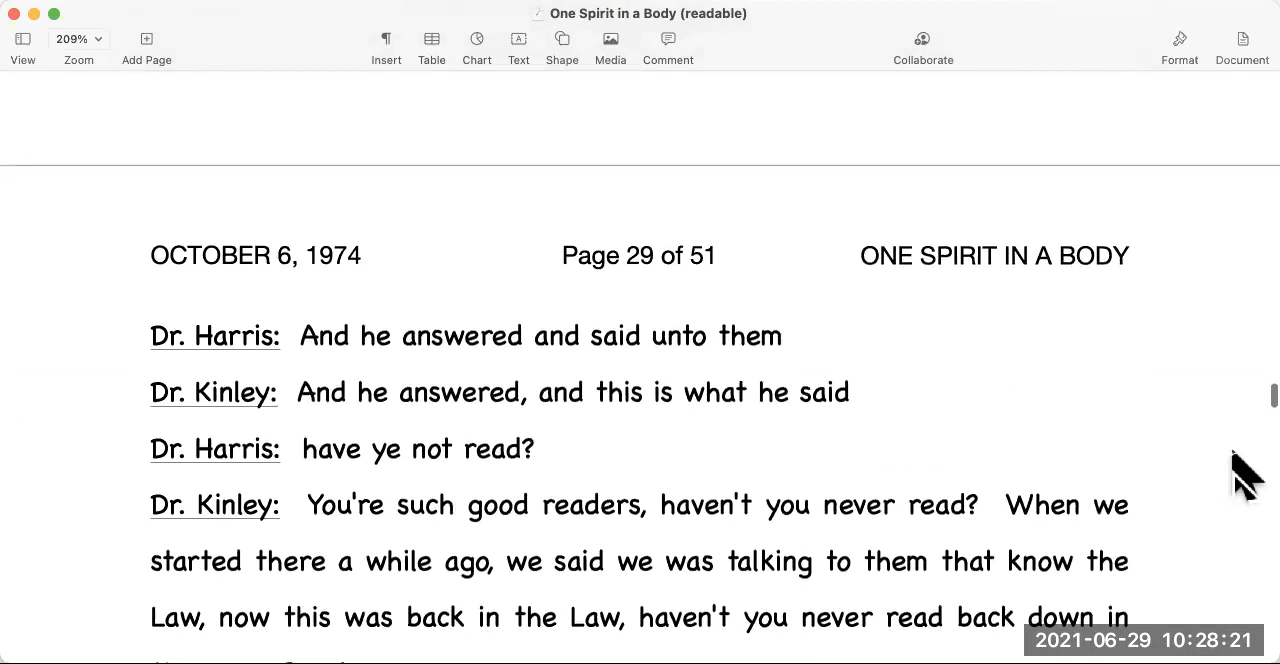 One Spirit in a Body (readable)
209%
View Zoom Add Page Insert Table Chart Text Shape Media Comment Collaborate Format Document
OCTOBER 6, 1974 Page 29 of 51 ONE SPIRIT IN A BODY
Dr. Harris: And he answered and said unto them
Dr. Kinley: And he answered, and this is what he said
Dr. Harris: have ye not read?
Dr. Kinley: You're such good readers, haven't you never read? When we
started there a while ago, we said we was talking to them that know the
Law, now this was back in the Law, haven't you never read back down in
2021-06-29 10:28:21